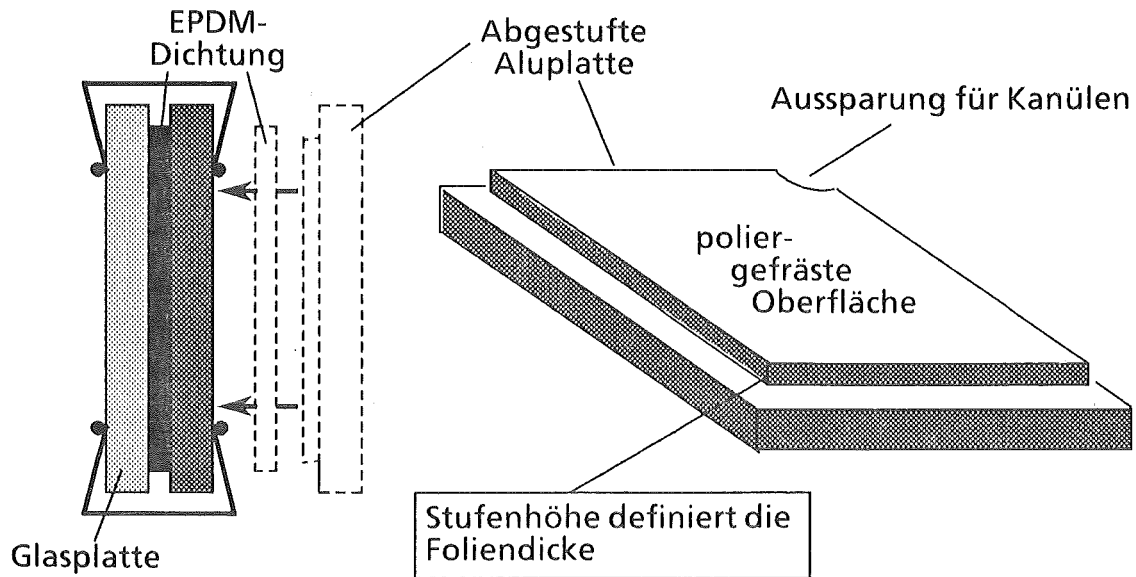 EPDM-
Dichtung
Abgestufte
Aluplatte
Aussparung für Kanülen
polier-
gefräste
Oberfläche
Stufenhöhe definiert die
Foliendicke
Glasplatte